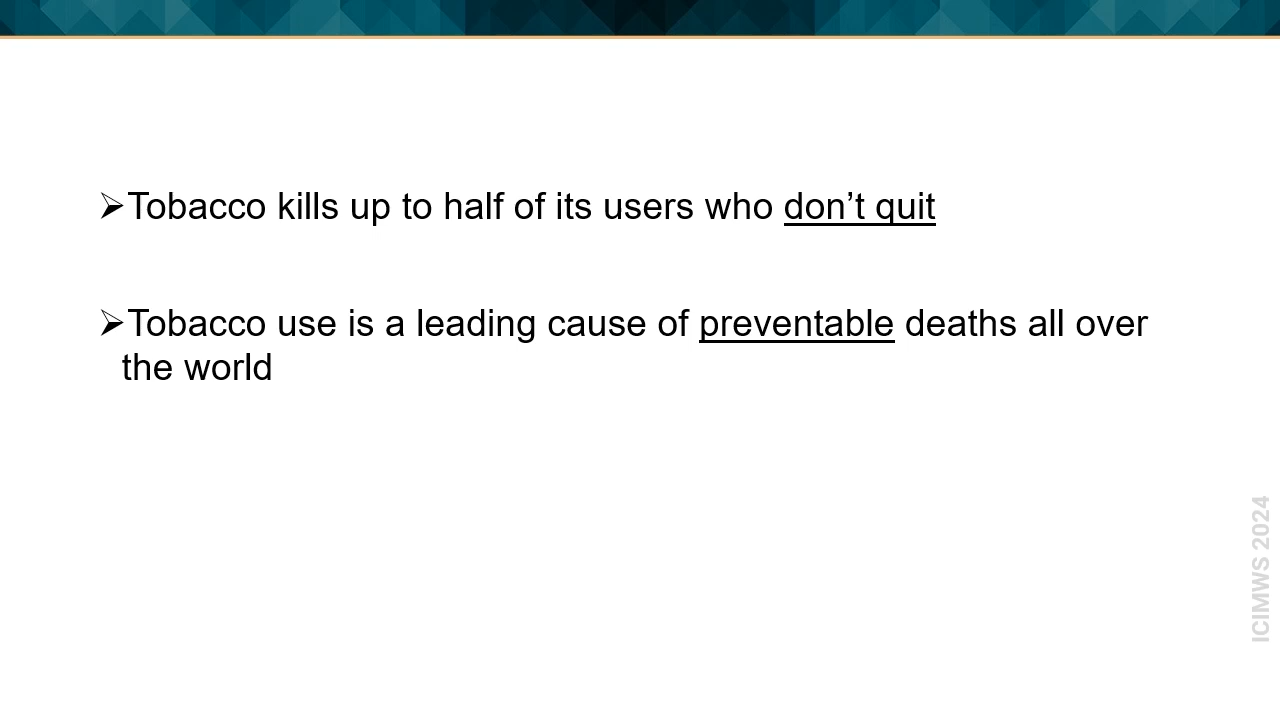 ➢Tobacco kills up to half of its users who don’t quit
➢Tobacco use is a leading cause of preventable deaths all over
the world
ICIMWS 2024